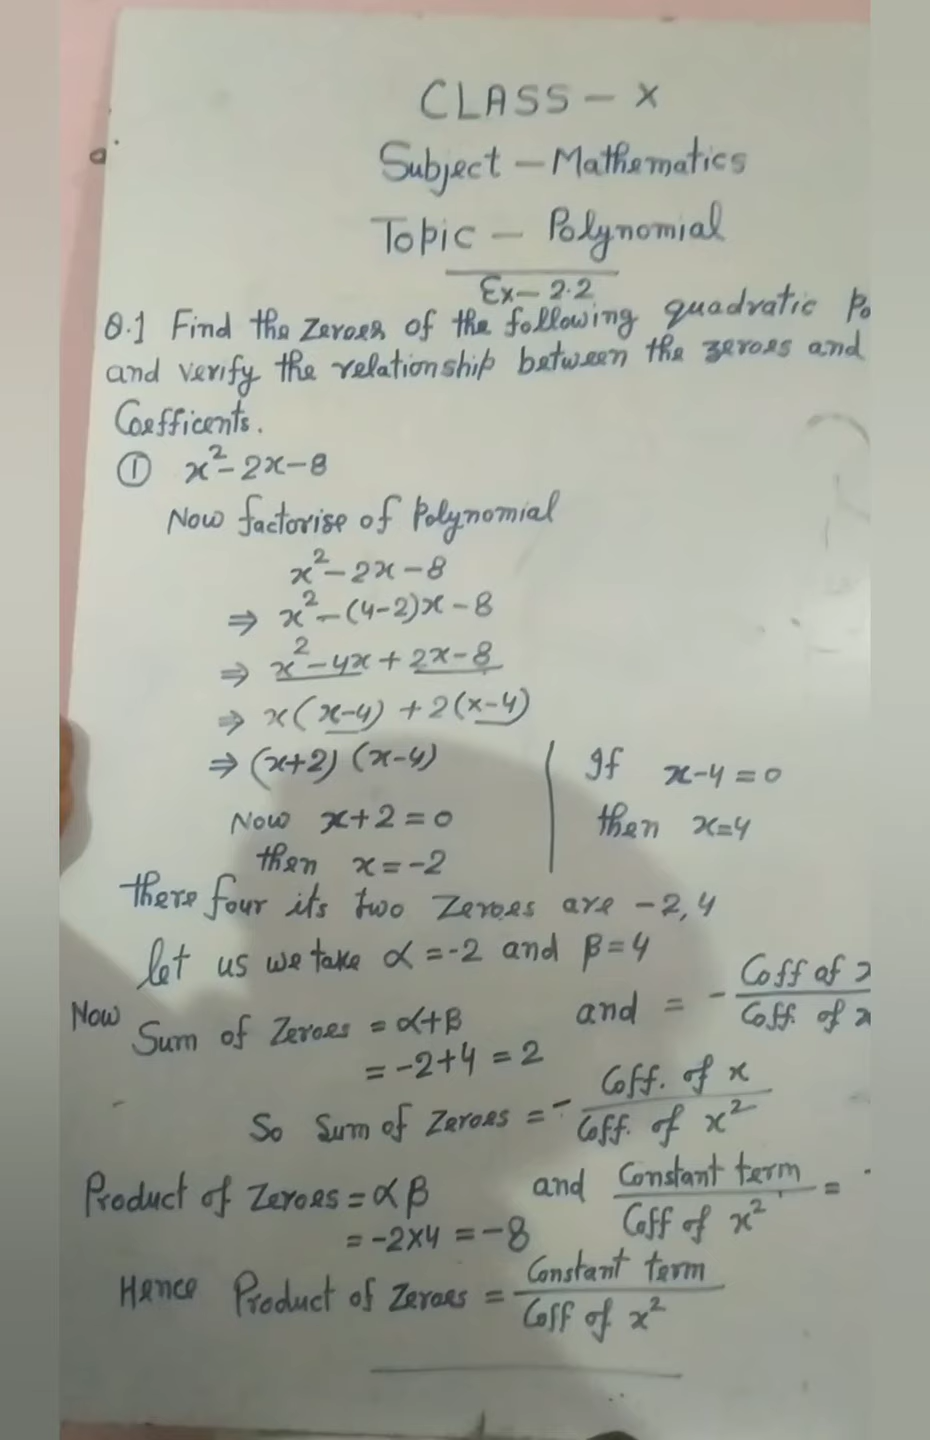 CLASS - X
Subject - Mathematics
Topic - Polynomial
Ex- 2.2
Q.1 Find the Zeroes of the following quadratic Po
and verify the relationship between the zeroes and
Coefficents.
① x²- 2x-8
Now factorise of Polynomial
x²-2x-8
⇒ x²-(4-2)x-8
⇒ x²-4x+2x-8
⇒ x(x-4) +2(x-4)
⇒ (x+2) (x-4)
Now x+2=0
then x=-2
If x-4=0
then x=4
there four its two Zeroes are -2,4
let us we take α=-2 and β=4
Now Sum of Zeroes = α+β
= -2+4 = 2
and = - Coff of x / Coff. of x
So Sum of Zeroes = - Coff. of x / Coff. of x²
Product of Zeroes = αβ
= -2x4 = -8
and Constant term / Coff of x² = -
Hence Product of Zeroes = Constant term / Coff of x²